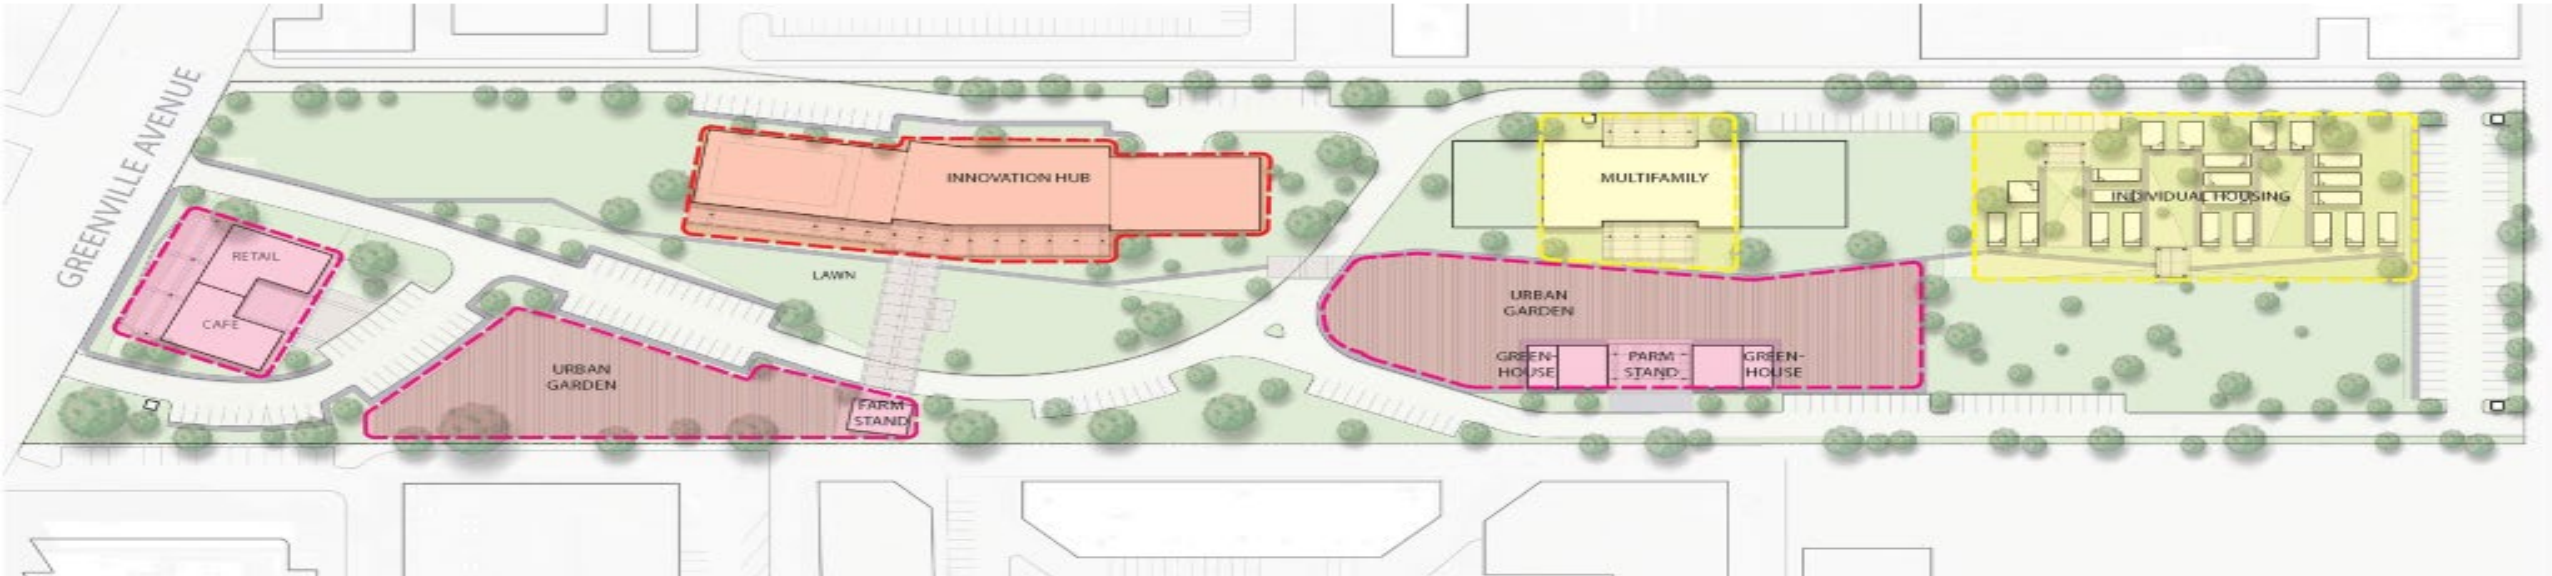 GREENVILLE AVENUE
RETAIL
CAFE
INNOVATION HUB
LAWN
URBAN
GARDEN
FARM
STAND
MULTIFAMILY
INDIVIDUAL HOUSING
URBAN
GARDEN
GREEN-
HOUSE
PARM
STAND
GREEN-
HOUSE